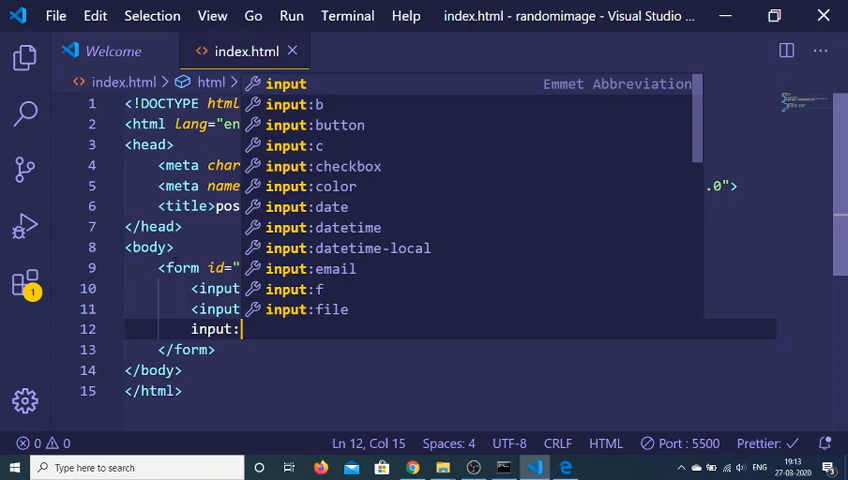 File Edit Selection View Go Run Terminal Help index.html - randomimage - Visual Studio ...
Welcome index.html
index.html html
input Emmet Abbreviation
1 <!DOCTYPE html input:b
2 <html lang="en input:button
3 <head> input:c
4 <meta char input:checkbox
5 <meta name input:color .0">
6 <title>pos input:date
7 </head> input:datetime
8 <body> input:datetime-local
9 <form id=" input:email
10 <input input:f
11 <input input:file
12 input:
13 </form>
14 </body>
15 </html>
1
0 0 Ln 12, Col 15 Spaces: 4 UTF-8 CRLF HTML Port : 5500 Prettier:
Type here to search ENG 19:13
27-03-2020 3